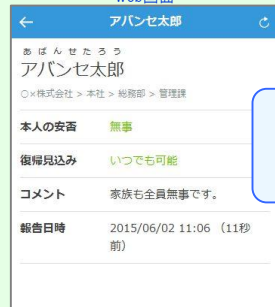 Web画面
アバンセ太郎
あばんせたろう
アバンセ太郎
○×株式会社 > 本社 > 総務部 > 管理課
本人の安否 無事
復帰見込み いつでも可能
コメント 家族も全員無事です。
報告日時 2015/06/02 11:06 （11秒
前）